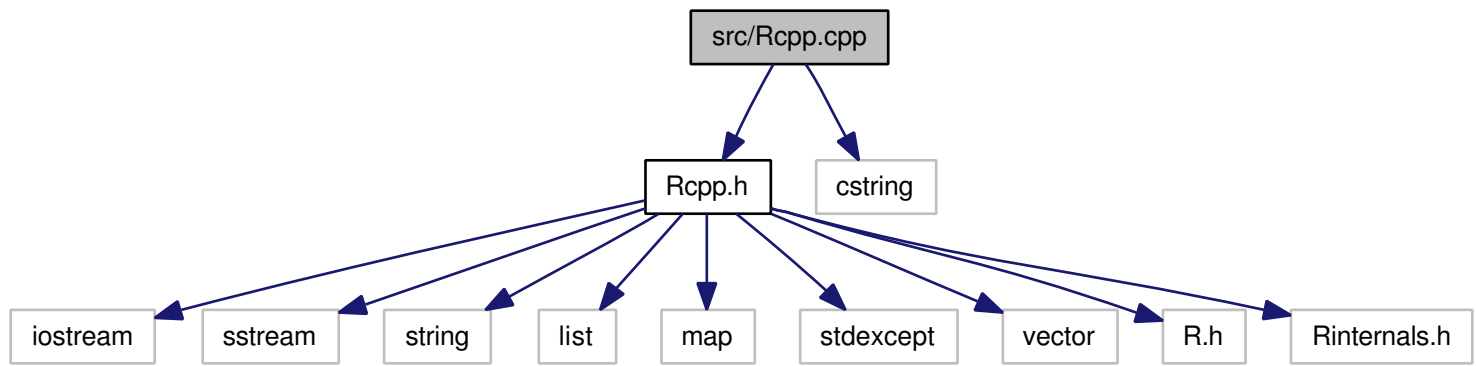 src/Rcpp.cpp
Rcpp.h
cstring
iostream
sstream
string
list
map
stdexcept
vector
R.h
Rinternals.h